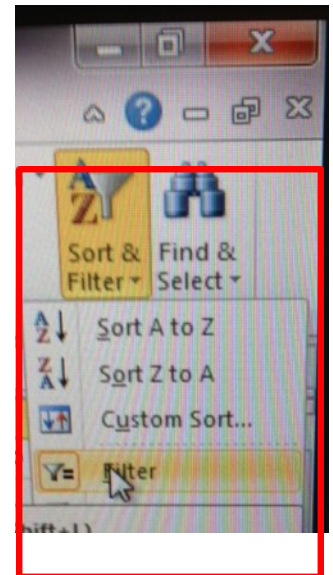 Sort & Filter
Find & Select
Sort A to Z
Sort Z to A
Custom Sort...
Filter